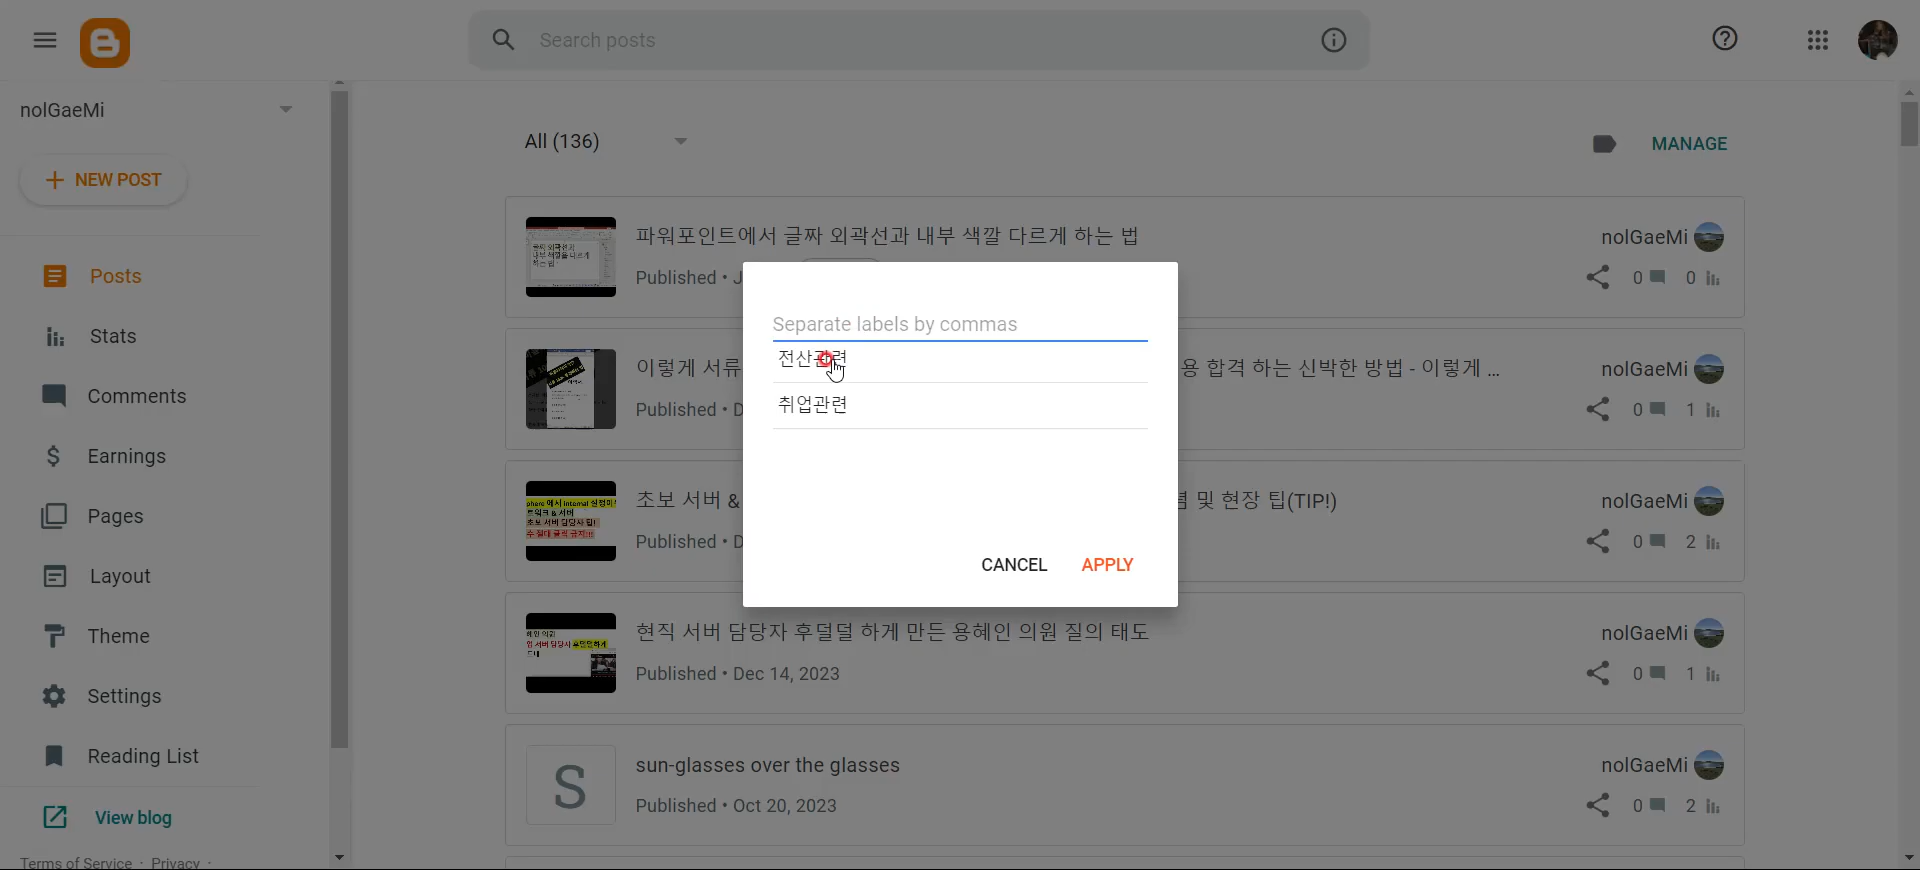 Search posts
nolGaeMi
All (136)
MANAGE
NEW POST
파워포인트에서 글짜 외곽선과 내부 색깔 다르게 하는 법
nolGaeMi
Published • J
0
0
Posts
Separate labels by commas
Stats
전산관련
이렇게 서류
용 합격 하는 신박한 방법 - 이렇게 ...
nolGaeMi
취업관련
Comments
Published • D
0
1
Earnings
초보 서버 &
념 및 현장 팁(TIP!)
nolGaeMi
Pages
Published • D
0
2
CANCEL
APPLY
Layout
Theme
현직 서버 담당자 후덜덜 하게 만든 용혜인 의원 질의 태도
nolGaeMi
Published • Dec 14, 2023
0
1
Settings
Reading List
S
sun-glasses over the glasses
nolGaeMi
Published • Oct 20, 2023
0
2
View blog
Terms of Service · Privacy ·